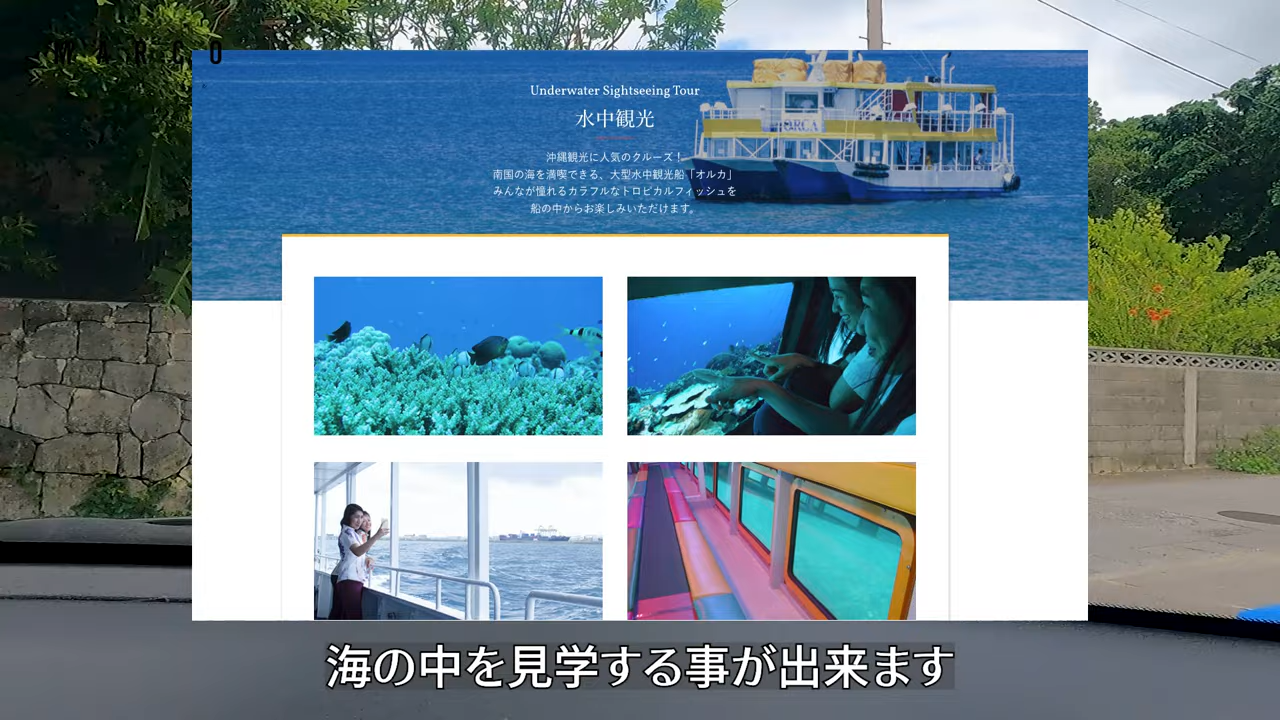 MARCO
Underwater Sightseeing Tour
水中観光
沖縄観光に人気のクルーズ！
南国の海を満喫できる、大型水中観光船「オルカ」
みんなが憧れるカラフルなトロピカルフィッシュを
船の中からお楽しみいただけます。
ORCA
海の中を見学する事が出来ます